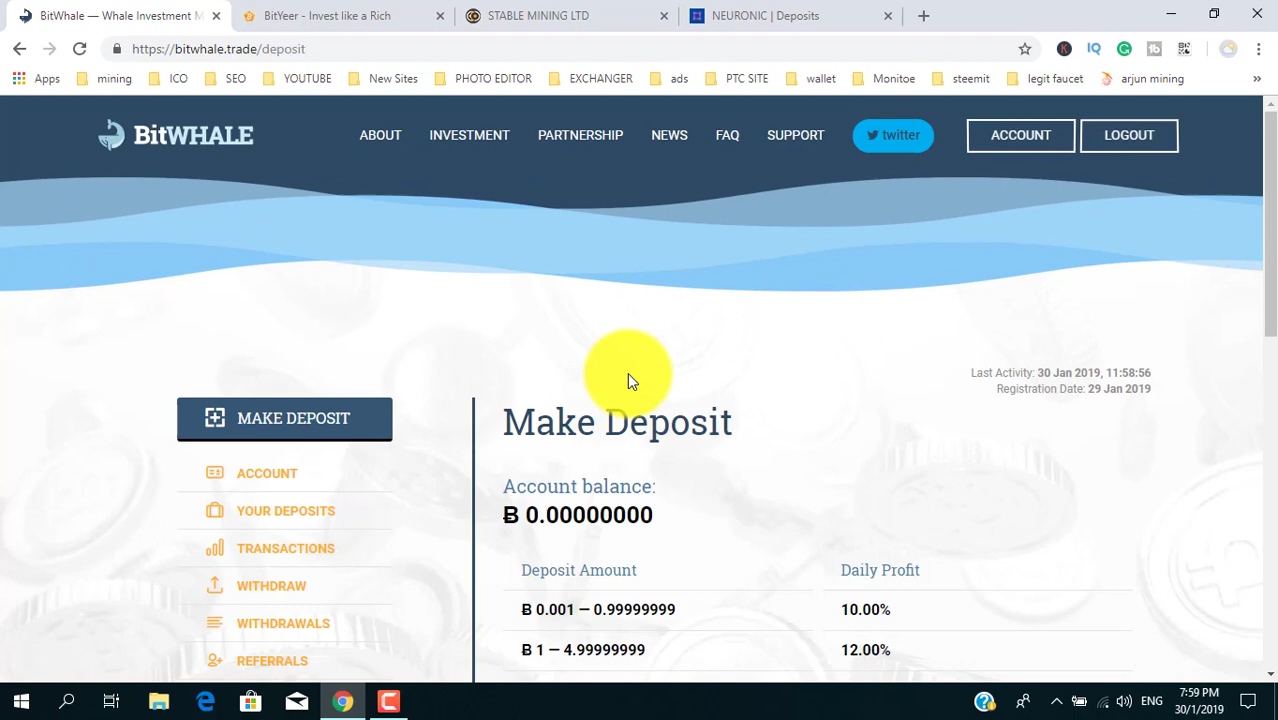 BitWhale — Whale Investment M
BitYeer - Invest like a Rich
STABLE MINING LTD
NEURONIC | Deposits
https://bitwhale.trade/deposit
Apps
mining
ICO
SEO
YOUTUBE
New Sites
PHOTO EDITOR
EXCHANGER
ads
PTC SITE
wallet
Monitoe
steemit
legit faucet
arjun mining
BitWHALE
ABOUT
INVESTMENT
PARTNERSHIP
NEWS
FAQ
SUPPORT
twitter
ACCOUNT
LOGOUT
Last Activity: 30 Jan 2019, 11:58:56
Registration Date: 29 Jan 2019
MAKE DEPOSIT
ACCOUNT
YOUR DEPOSITS
TRANSACTIONS
WITHDRAW
WITHDRAWALS
REFERRALS
Make Deposit
Account balance:
Ƀ 0.00000000
Deposit Amount Daily Profit
Ƀ 0.001 — 0.99999999 10.00%
Ƀ 1 — 4.99999999 12.00%
ENG
7:59 PM
30/1/2019